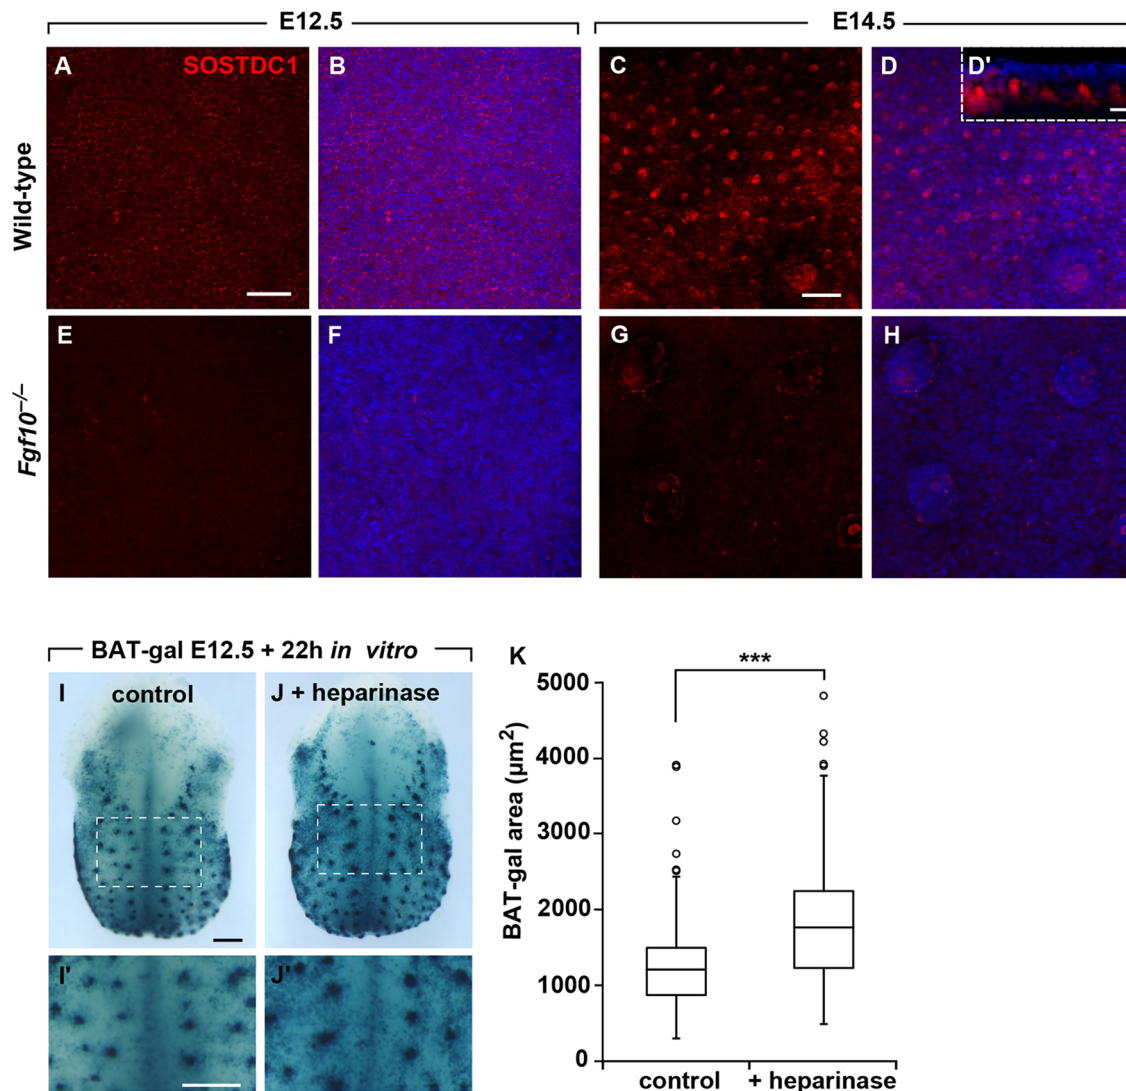 E12.5 E14.5
A SOSTDC1 B C D D'
Wild-type
E F G H
Fgf10–/–
BAT-gal E12.5 + 22h in vitro
I control J + heparinase
I' J'
K
***
BAT-gal area (µm2)
5000
4000
3000
2000
1000
0
control + heparinase